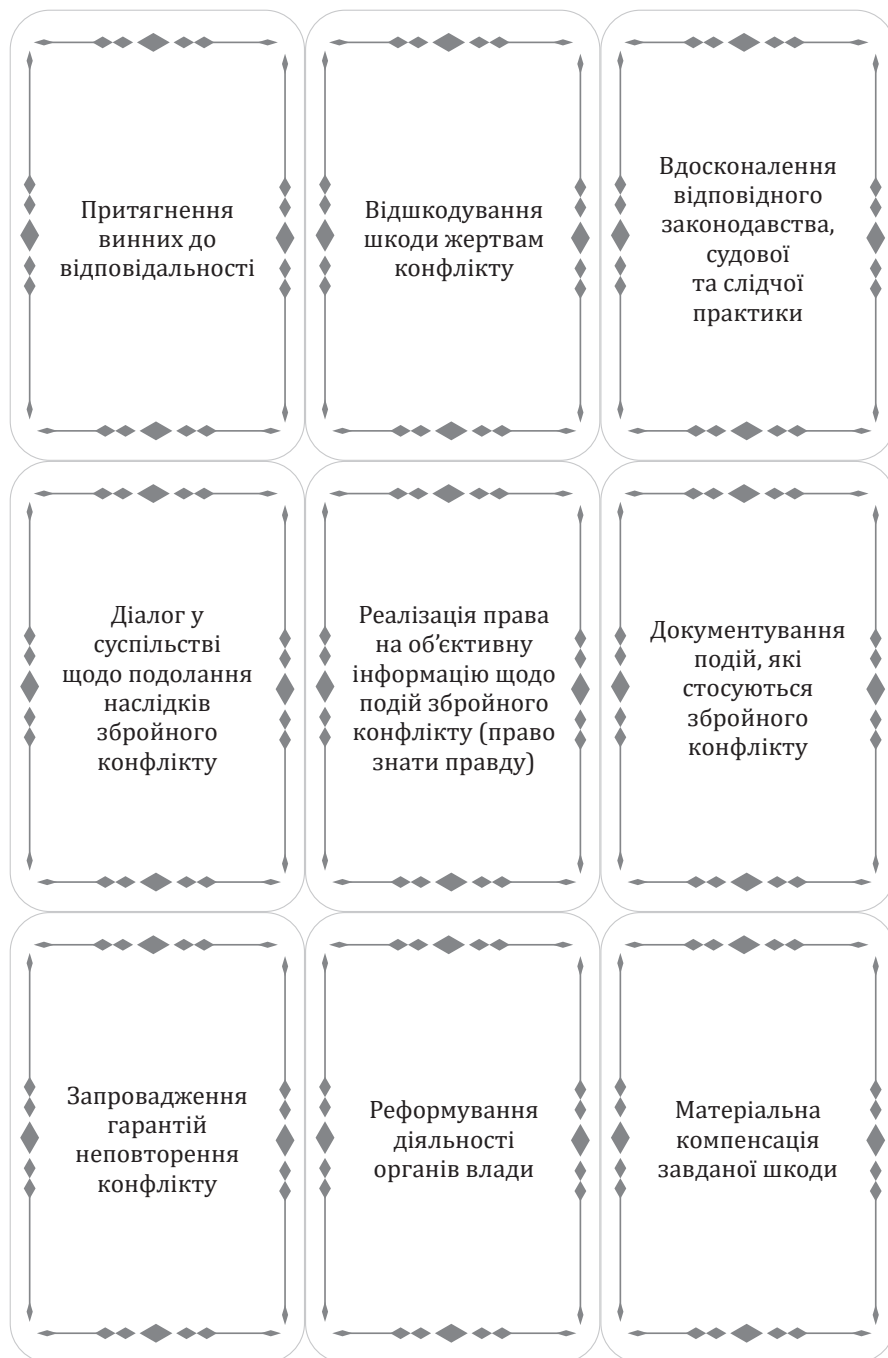 Притягнення
винних до
відповідальності
Відшкодування
шкоди жертвам
конфлікту
Вдосконалення
відповідного
законодавства,
судової
та слідчої
практики
Діалог у
суспільстві
щодо подолання
наслідків
збройного
конфлікту
Реалізація права
на об’єктивну
інформацію щодо
подій збройного
конфлікту (право
знати правду)
Документування
подій, які
стосуються
збройного
конфлікту
Запровадження
гарантій
неповторення
конфлікту
Реформування
діяльності
органів влади
Матеріальна
компенсація
завданої шкоди